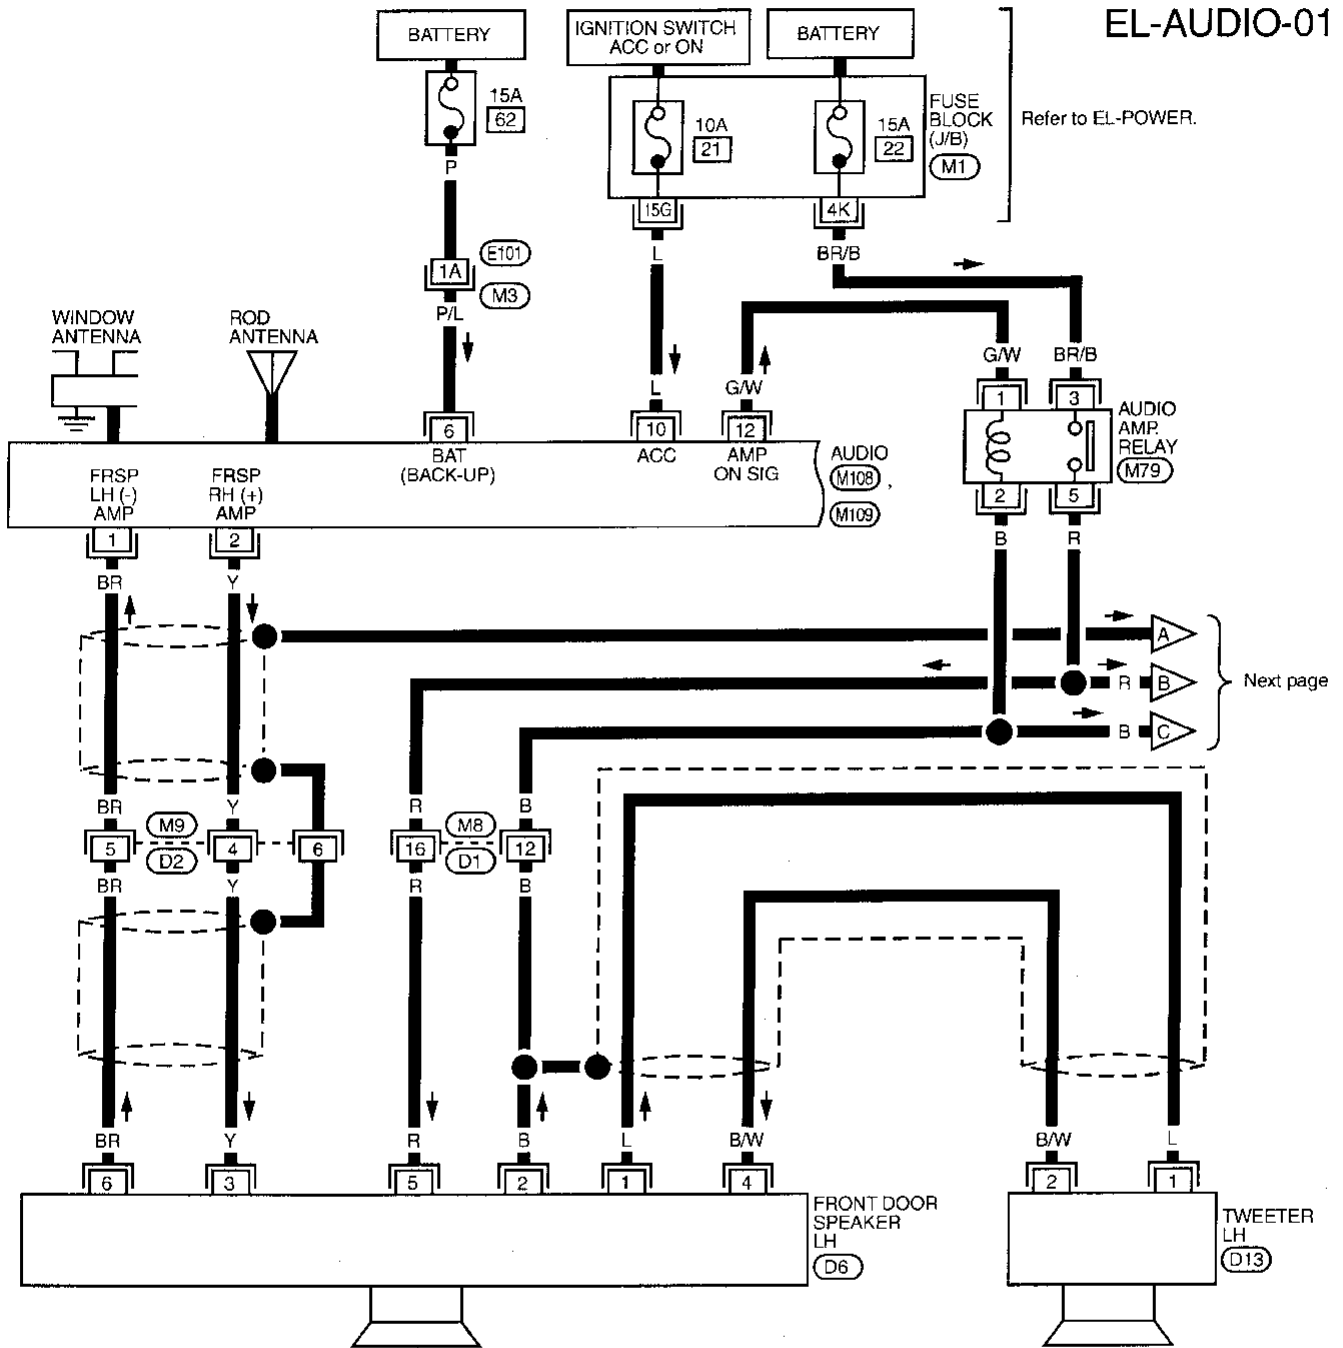 EL-AUDIO-01
BATTERY
IGNITION SWITCH
ACC or ON
BATTERY
15A
62
10A
21
15A
22
FUSE
BLOCK
(J/B)
M1
Refer to EL-POWER.
P
15G
4K
L
BR/B
1A
E101
M3
P/L
WINDOW
ANTENNA
ROD
ANTENNA
G/W
BR/B
L
G/W
1
3
AUDIO
AMP.
RELAY
M79
6
10
12
BAT
(BACK-UP)
ACC
AMP
ON SIG
AUDIO
M108 ,
M109
FRSP
LH (-)
AMP
FRSP
RH (+)
AMP
2
5
1
2
B
R
BR
Y
A
R
B
B
C
Next page
BR
Y
R
B
5
M9
D2
4
6
16
M8
D1
12
BR
Y
R
B
BR
Y
R
B
L
B/W
B/W
L
6
3
5
2
1
4
2
1
FRONT DOOR
SPEAKER
LH
D6
TWEETER
LH
D13